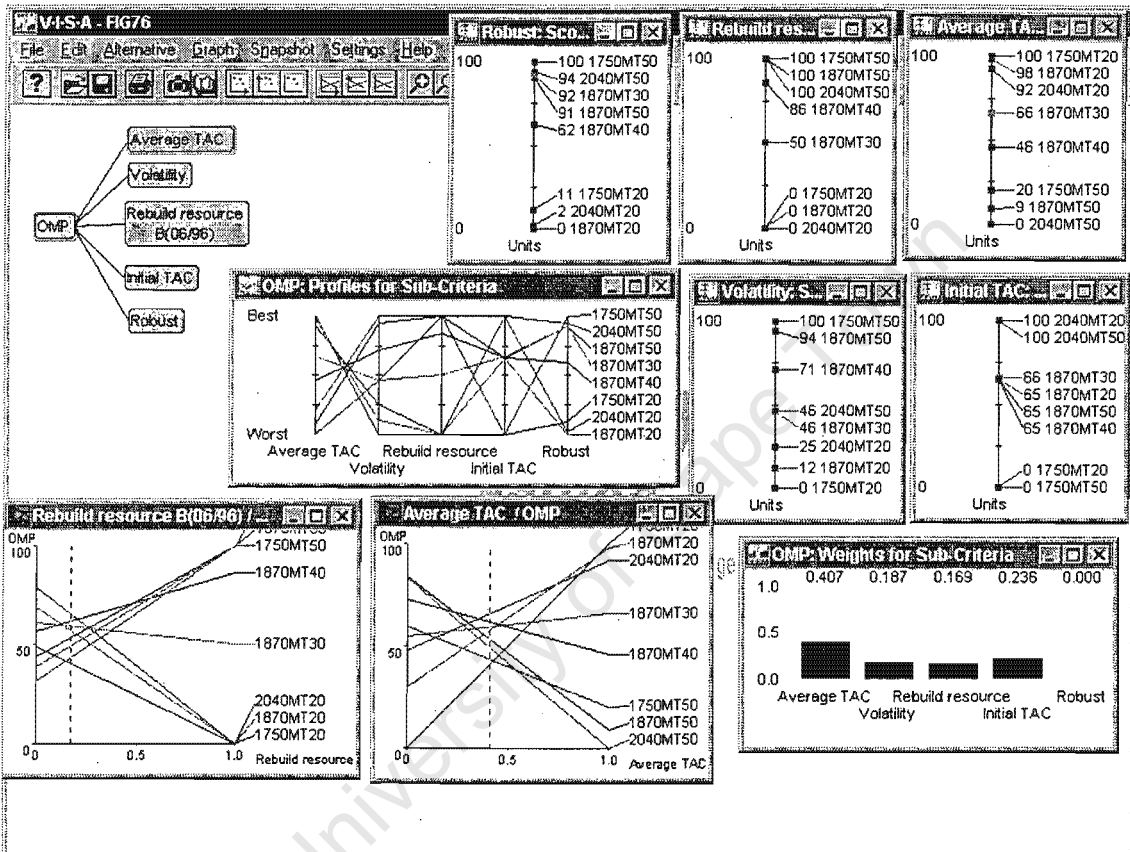 V·I·S·A - FIG76
File Edit Alternative Graph Snapshot Settings Help
?
OMP
Average TAC
Volatility
Rebuild resource
B(06/96)
Initial TAC
Robust
Robust: Sco...
100
100 1750MT50
94 2040MT50
92 1870MT30
91 1870MT50
62 1870MT40
11 1750MT20
2 2040MT20
0 1870MT20
0
Units
Rebuild res...
100
100 1750MT50
100 1870MT50
100 2040MT50
86 1870MT40
50 1870MT30
0 1750MT20
0 1870MT20
0 2040MT20
0
Units
Average TA...
100
100 1750MT20
98 1870MT20
92 2040MT20
66 1870MT30
46 1870MT40
20 1750MT50
9 1870MT50
0 2040MT50
0
Units
OMP: Profiles for Sub-Criteria
Best
Worst
1750MT50
2040MT50
1870MT50
1870MT30
1870MT40
1750MT20
2040MT20
1870MT20
Average TAC Rebuild resource Robust
Volatility Initial TAC
Volatility: S...
100
100 1750MT50
94 1870MT50
71 1870MT40
46 2040MT50
46 1870MT30
25 2040MT20
12 1870MT20
0 1750MT20
0
Units
Initial TAC: ...
100
100 2040MT20
100 2040MT50
66 1870MT30
65 1870MT20
65 1870MT50
65 1870MT40
0 1750MT20
0 1750MT50
0
Units
Rebuild resource B(06/96) /...
OMP
100
50
0 0.5 1.0
1750MT50
1870MT40
1870MT30
2040MT20
1870MT20
1750MT20
Rebuild resource
Average TAC / OMP
OMP
100
50
0 0.5 1.0
1750MT20
1870MT20
2040MT20
1870MT30
1870MT40
1750MT50
1870MT50
2040MT50
Average TAC
ge
OMP: Weights for Sub-Criteria
0.407 0.187 0.169 0.236 0.000
1.0
0.5
0.0
Average TAC Rebuild resource Robust
Volatility Initial TAC
University of Cape Town